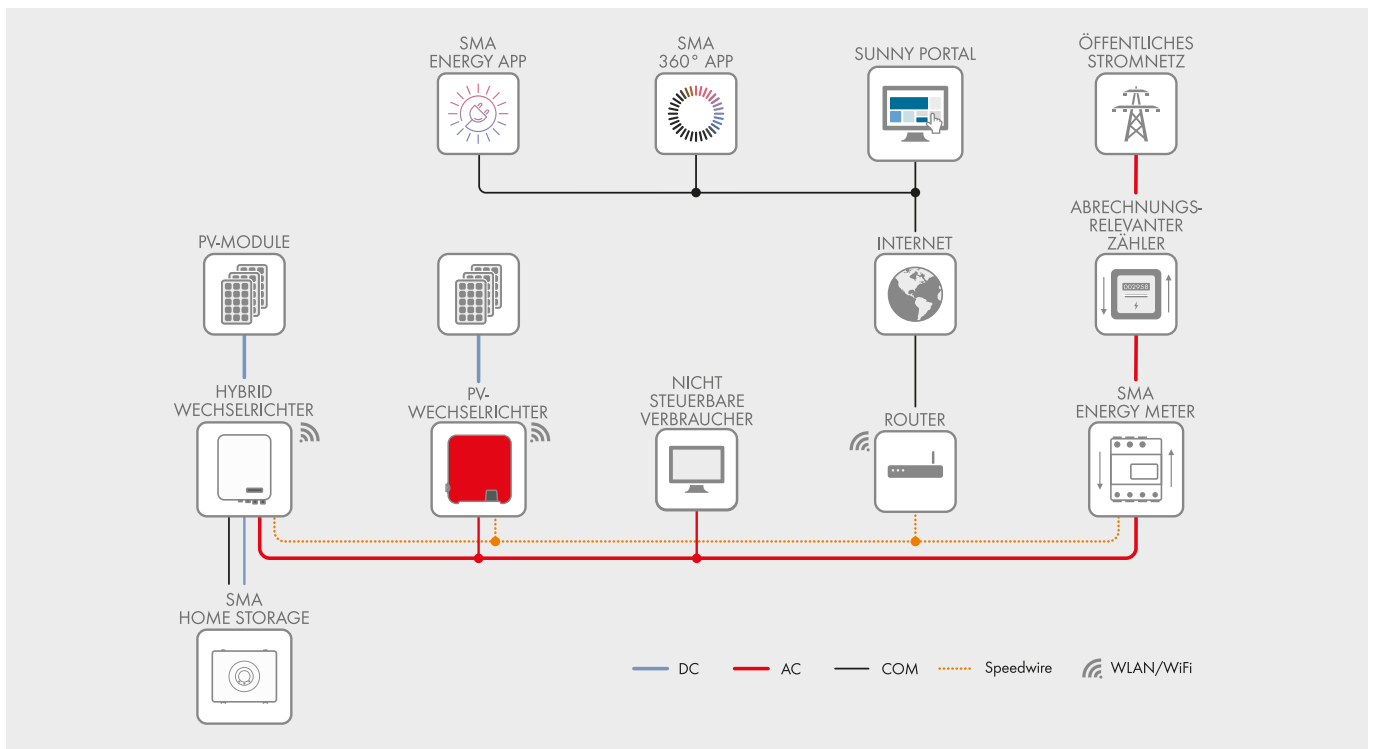 SMA
ENERGY APP
SMA
360° APP
SUNNY PORTAL
ÖFFENTLICHES
STROMNETZ
ABRECHNUNGS-
RELEVANTER
ZÄHLER
PV-MODULE
INTERNET
002958
HYBRID
WECHSELRICHTER
PV-
WECHSELRICHTER
NICHT
STEUERBARE
VERBRAUCHER
ROUTER
SMA
ENERGY METER
SMA
HOME STORAGE
DC
AC
COM
Speedwire
WLAN/WiFi